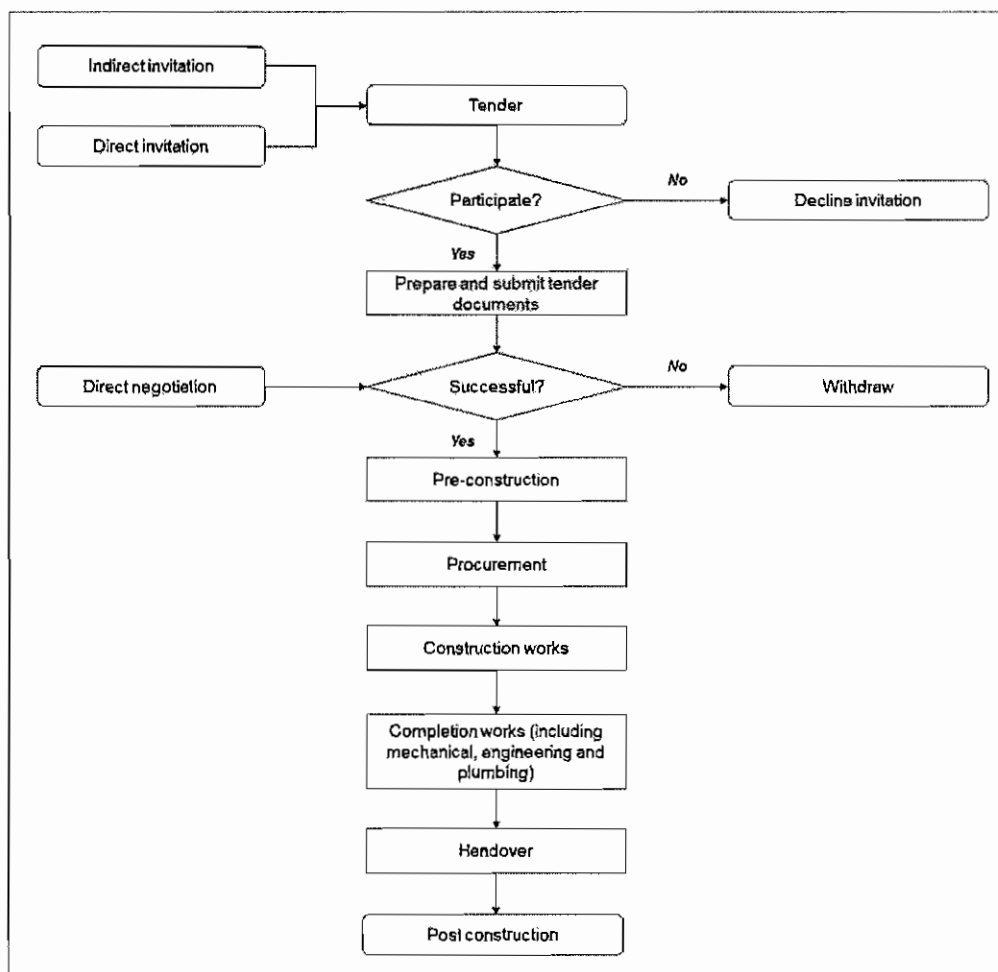 Indirect invitation
Tender
Direct invitation
Participate?
No
Decline invitation
Yes
Prepare and submit tender
documents
Direct negotiation
Successful?
No
Withdraw
Yes
Pre-construction
Procurement
Construction works
Completion works (including
mechanical, engineering and
plumbing)
Handover
Post construction